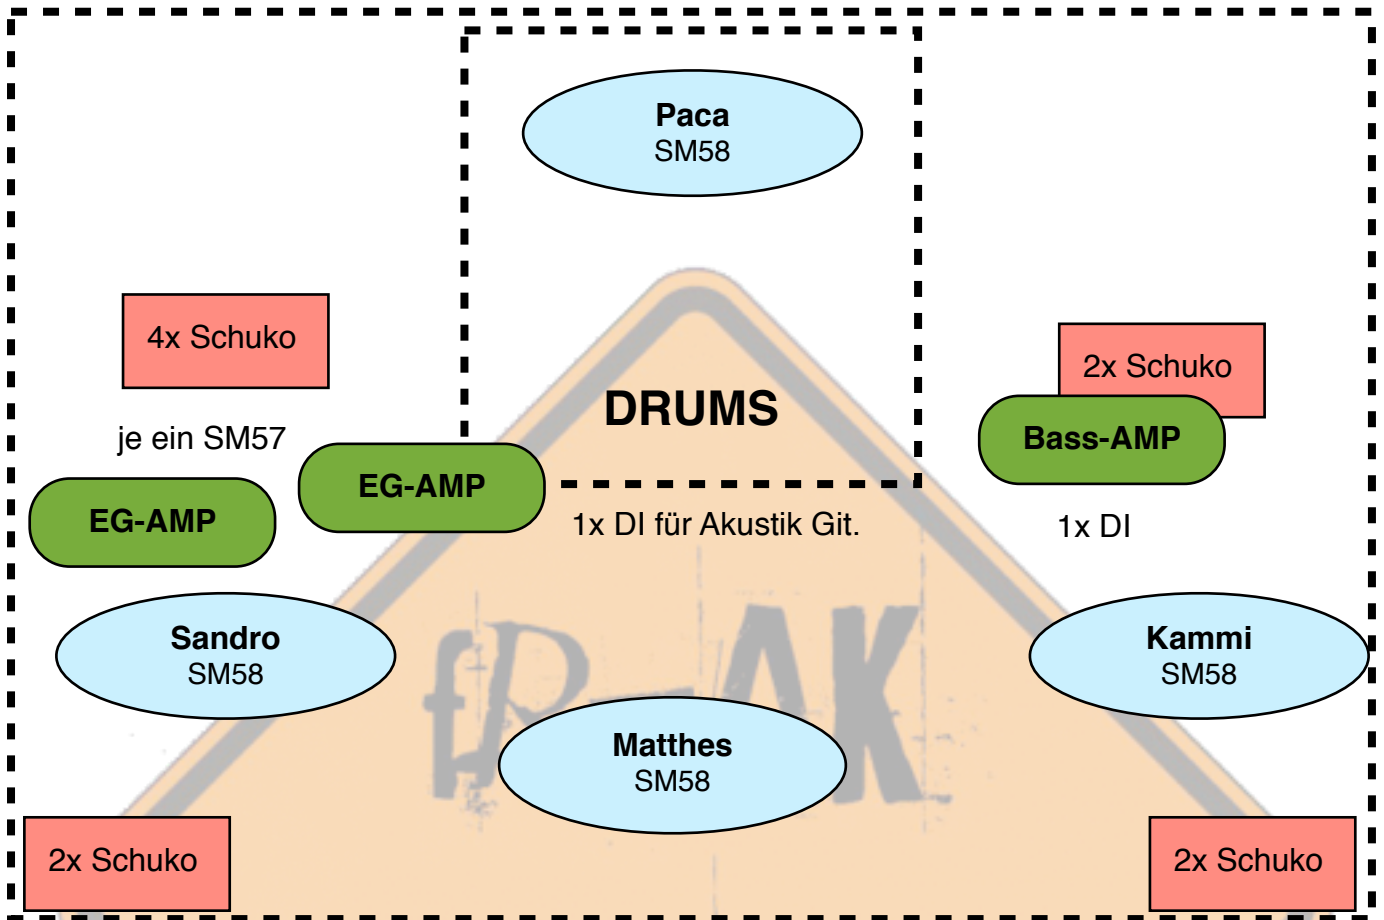 Paca
SM58
4x Schuko
2x Schuko
DRUMS
je ein SM57
Bass-AMP
EG-AMP
EG-AMP
1x DI für Akustik Git.
1x DI
Sandro
SM58
Kammi
SM58
Matthes
SM58
2x Schuko
2x Schuko